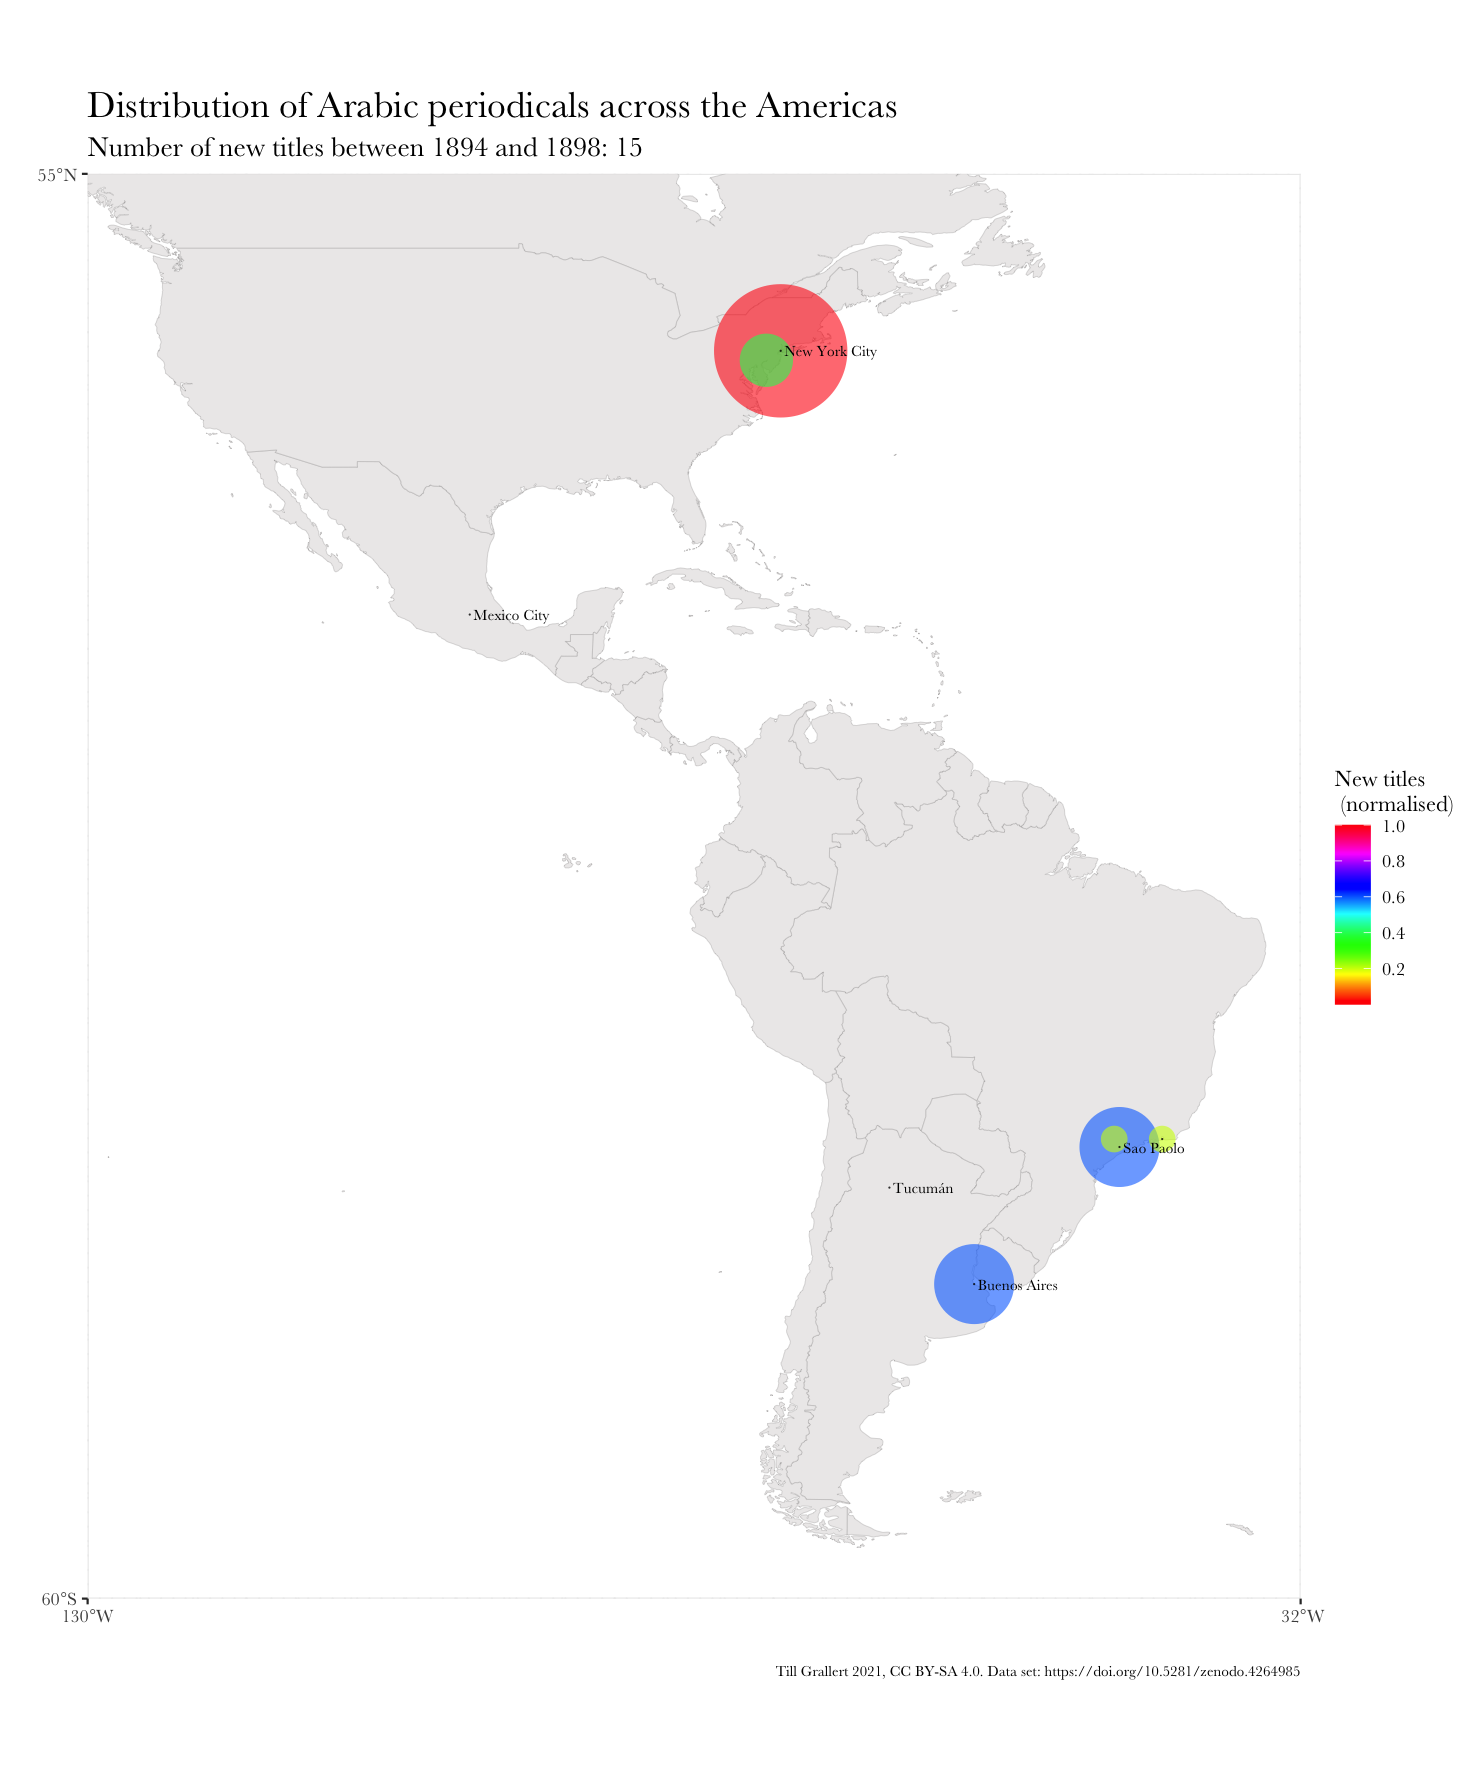 Distribution of Arabic periodicals across the Americas
Number of new titles between 1894 and 1898: 15
55°N
New York City
Mexico City
New titles
(normalised)
1.0
0.8
0.6
0.4
0.2
Sao Paolo
Tucumán
Buenos Aires
60°S
130°W
32°W
Till Grallert 2021, CC BY-SA 4.0. Data set: https://doi.org/10.5281/zenodo.4264985